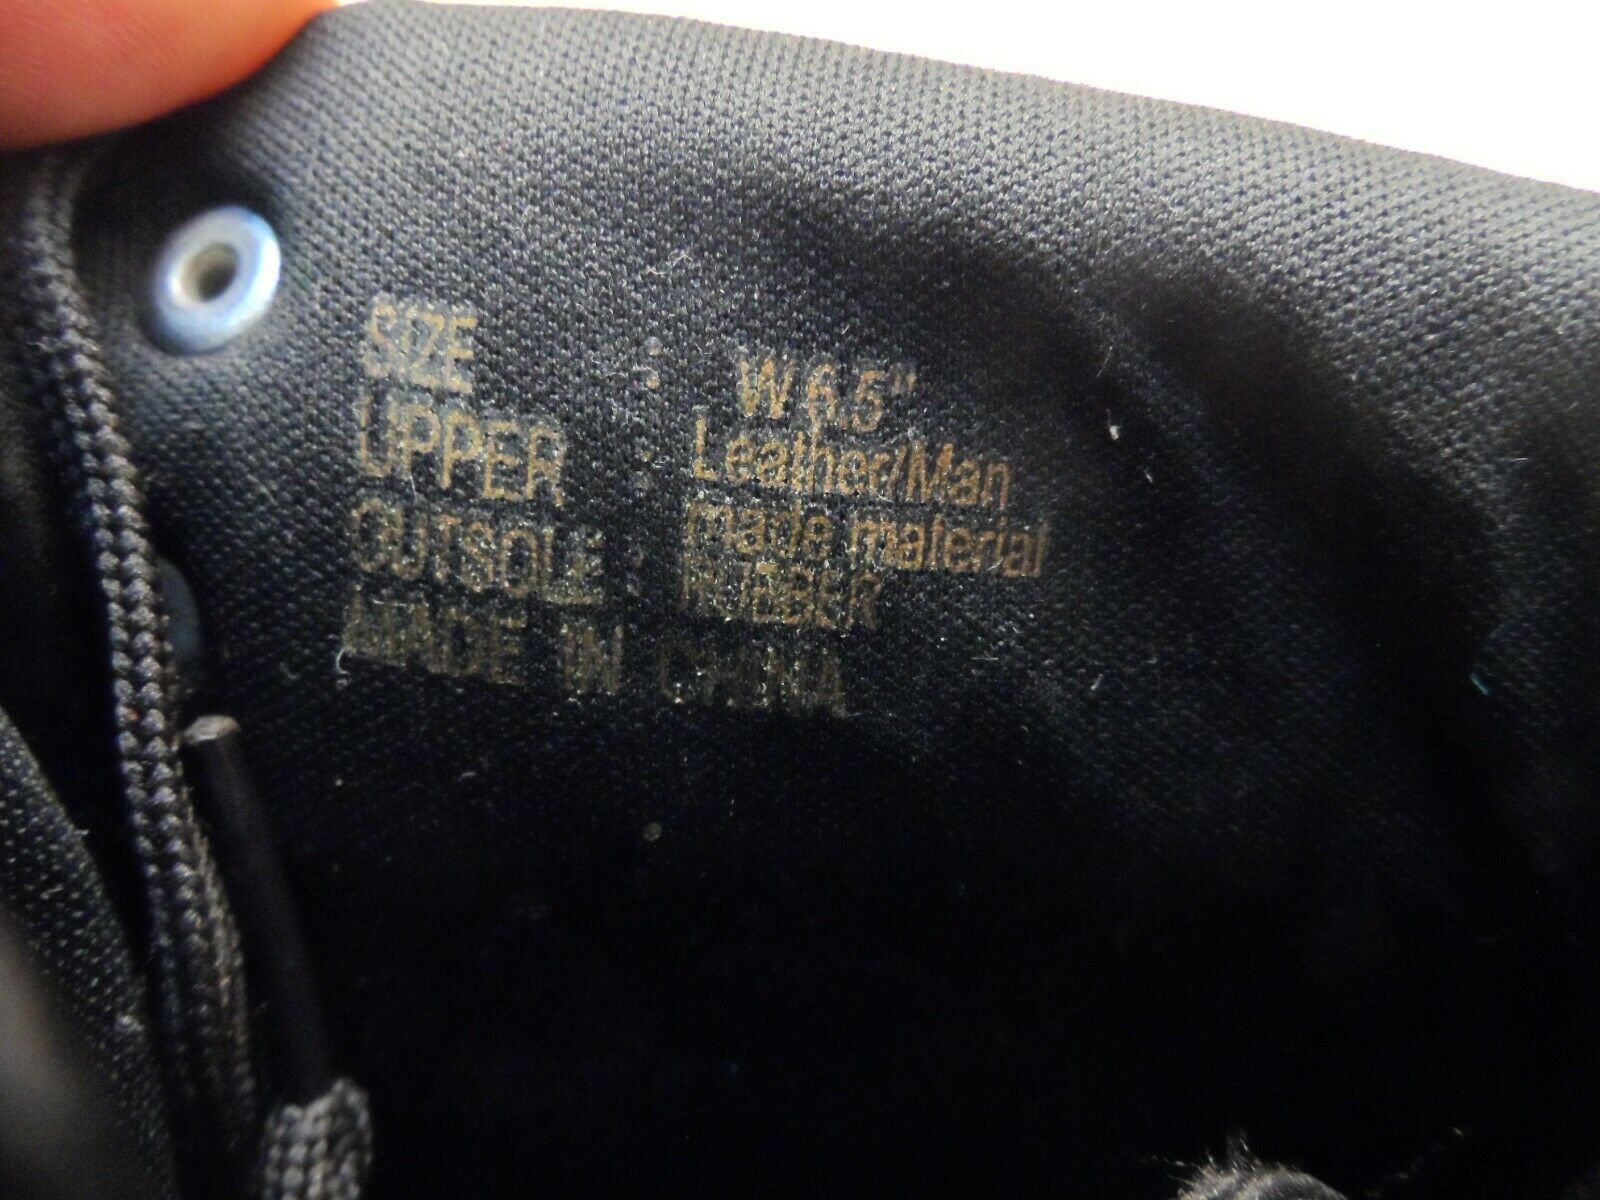 SIZE : W 6.5"
UPPER : Leather/Man
made material
OUTSOLE : RUBBER
MADE IN CHINA